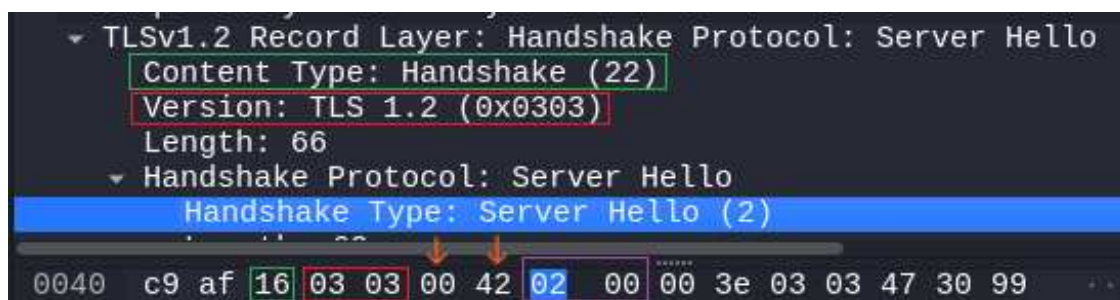 TLSv1.2 Record Layer: Handshake Protocol: Server Hello
Content Type: Handshake (22)
Version: TLS 1.2 (0x0303)
Length: 66
Handshake Protocol: Server Hello
Handshake Type: Server Hello (2)
0040 c9 af 16 03 03 00 42 02 00 00 3e 03 03 47 30 99